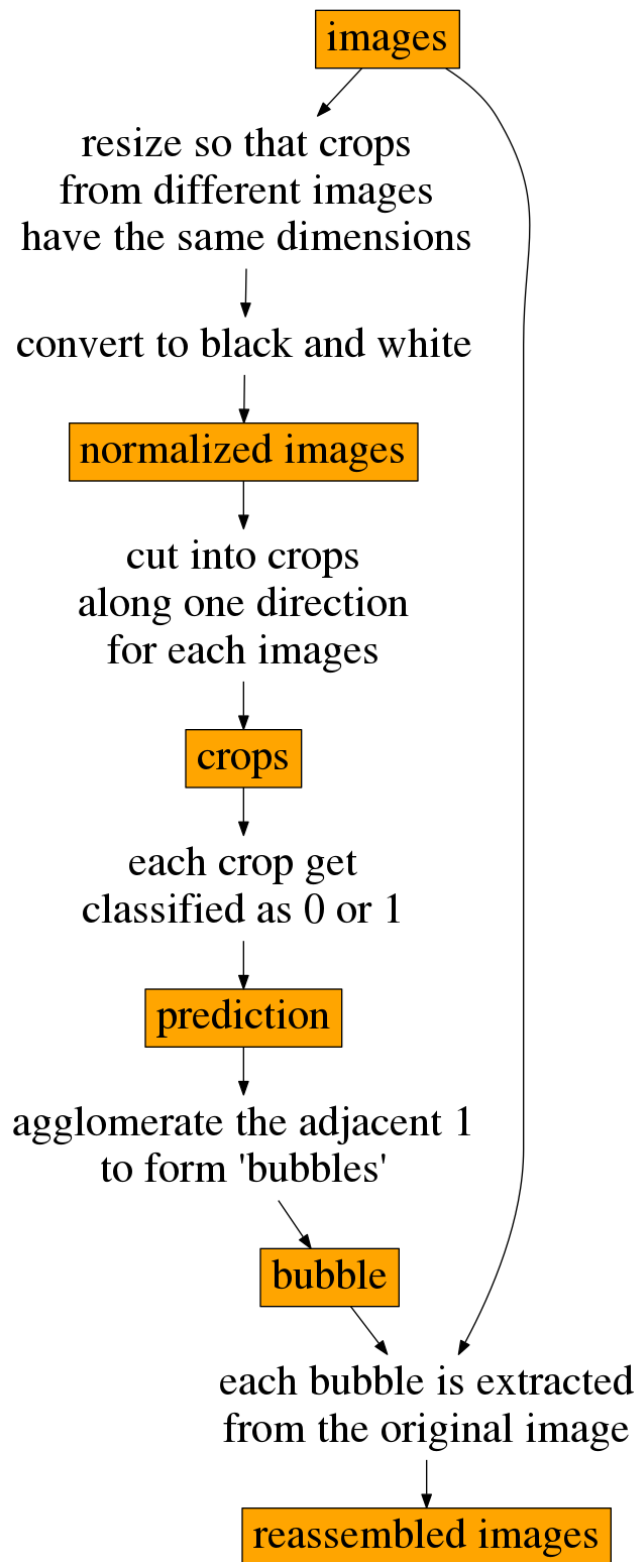 images
resize so that crops
from different images
have the same dimensions
convert to black and white
normalized images
cut into crops
along one direction
for each images
crops
each crop get
classified as 0 or 1
prediction
agglomerate the adjacent 1
to form 'bubbles'
bubble
each bubble is extracted
from the original image
reassembled images